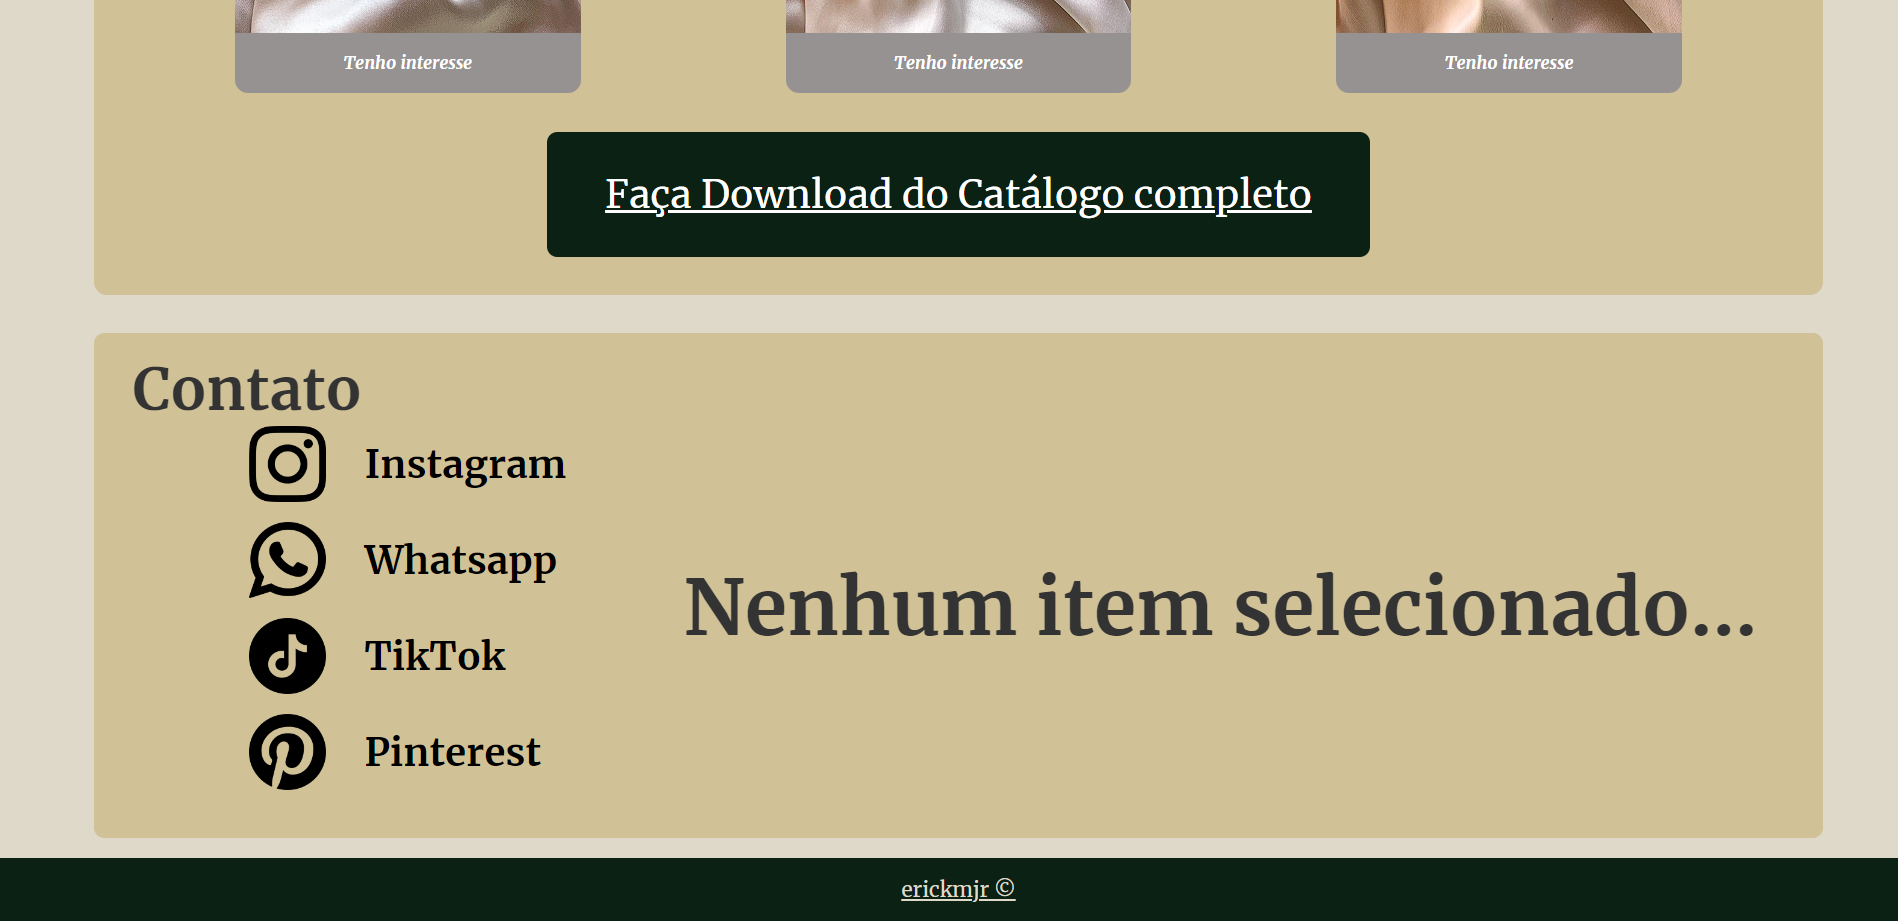 Tenho interesse
Tenho interesse
Tenho interesse
Faça Download do Catálogo completo
Contato
Instagram
Whatsapp
TikTok
Pinterest
Nenhum item selecionado...
erickmjr ©